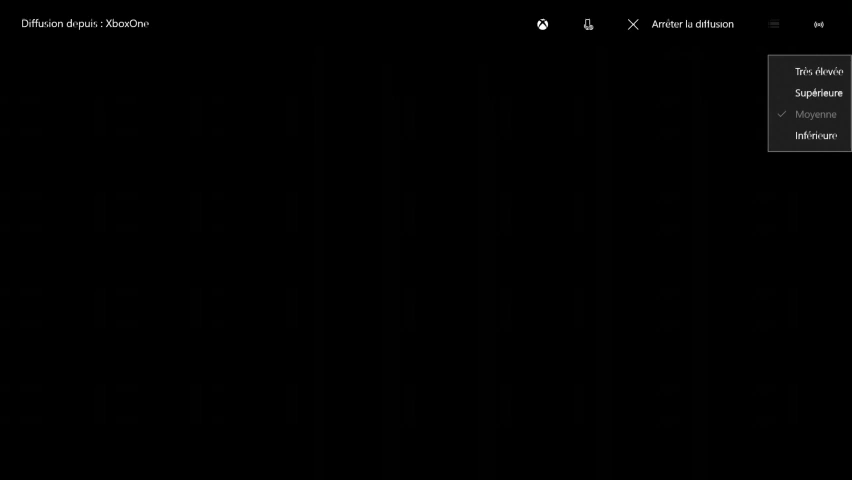 Diffusion depuis : XboxOne
Arrêter la diffusion
Très élevée
Supérieure
Moyenne
Inférieure